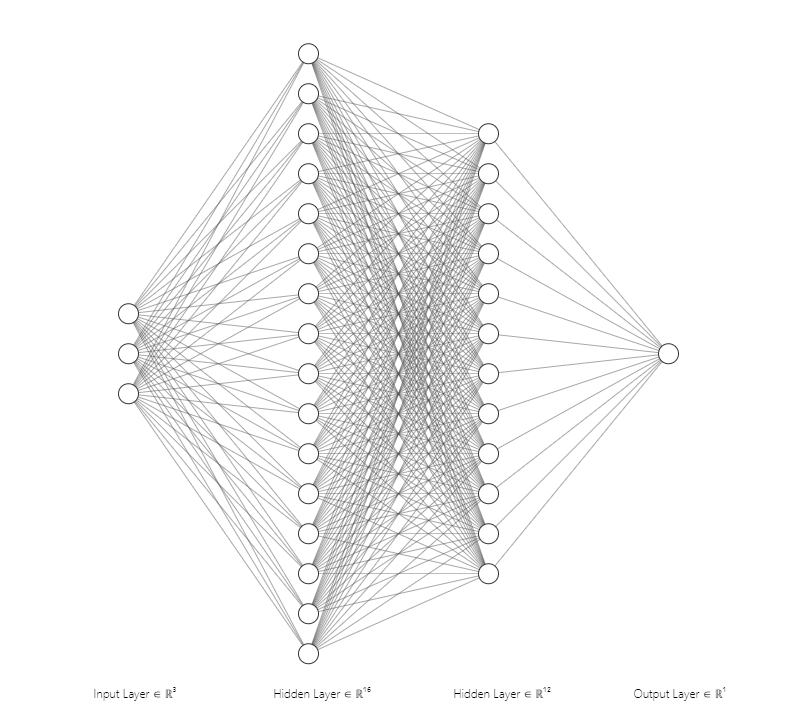 Input Layer ∈ ℝ³
Hidden Layer ∈ ℝ¹⁶
Hidden Layer ∈ ℝ¹²
Output Layer ∈ ℝ¹